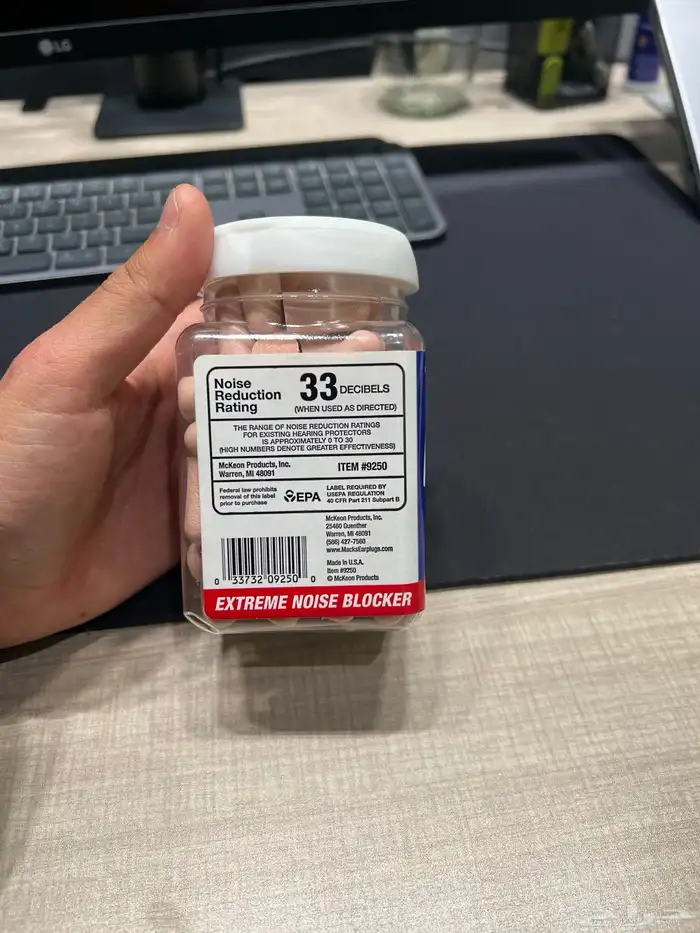 LG
Noise
Reduction
Rating
33 DECIBELS
(WHEN USED AS DIRECTED)
THE RANGE OF NOISE REDUCTION RATINGS
FOR EXISTING HEARING PROTECTORS
IS APPROXIMATELY 0 TO 30
(HIGH NUMBERS DENOTE GREATER EFFECTIVENESS)
McKeon Products, Inc.
Warren, MI 48091
ITEM #9250
Federal law prohibits
removal of this label
prior to purchase
EPA
LABEL REQUIRED BY
USEPA REGULATION
40 CFR Part 211 Subpart B
McKeon Products, Inc.
25460 Guenther
Warren, MI 48091
(586) 427-7560
www.MacksEarplugs.com
Made in U.S.A.
Item #9250
© McKeon Products
0 33732 09250 0
EXTREME NOISE BLOCKER